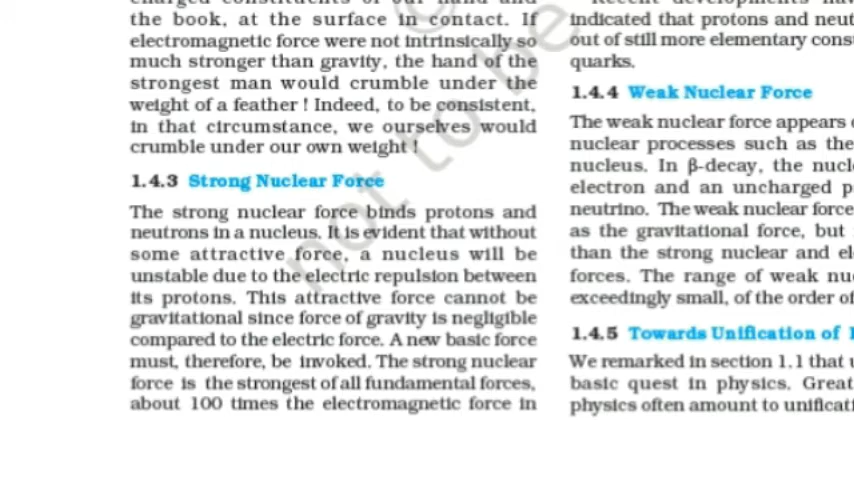 the book, at the surface in contact. If
electromagnetic force were not intrinsically so
much stronger than gravity, the hand of the
strongest man would crumble under the
weight of a feather ! Indeed, to be consistent,
in that circumstance, we ourselves would
crumble under our own weight !
1.4.3 Strong Nuclear Force
The strong nuclear force binds protons and
neutrons in a nucleus. It is evident that without
some attractive force, a nucleus will be
unstable due to the electric repulsion between
its protons. This attractive force cannot be
gravitational since force of gravity is negligible
compared to the electric force. A new basic force
must, therefore, be invoked. The strong nuclear
force is the strongest of all fundamental forces,
about 100 times the electromagnetic force in
indicated that protons and neut
out of still more elementary cons
quarks.
1.4.4 Weak Nuclear Force
The weak nuclear force appears
nuclear processes such as the
nucleus. In β-decay, the nucl
electron and an uncharged p
neutrino. The weak nuclear force
as the gravitational force, but
than the strong nuclear and el
forces. The range of weak nu
exceedingly small, of the order of
1.4.5 Towards Unification of
We remarked in section 1.1 that
basic quest in physics. Great
physics often amount to unificati
not to be